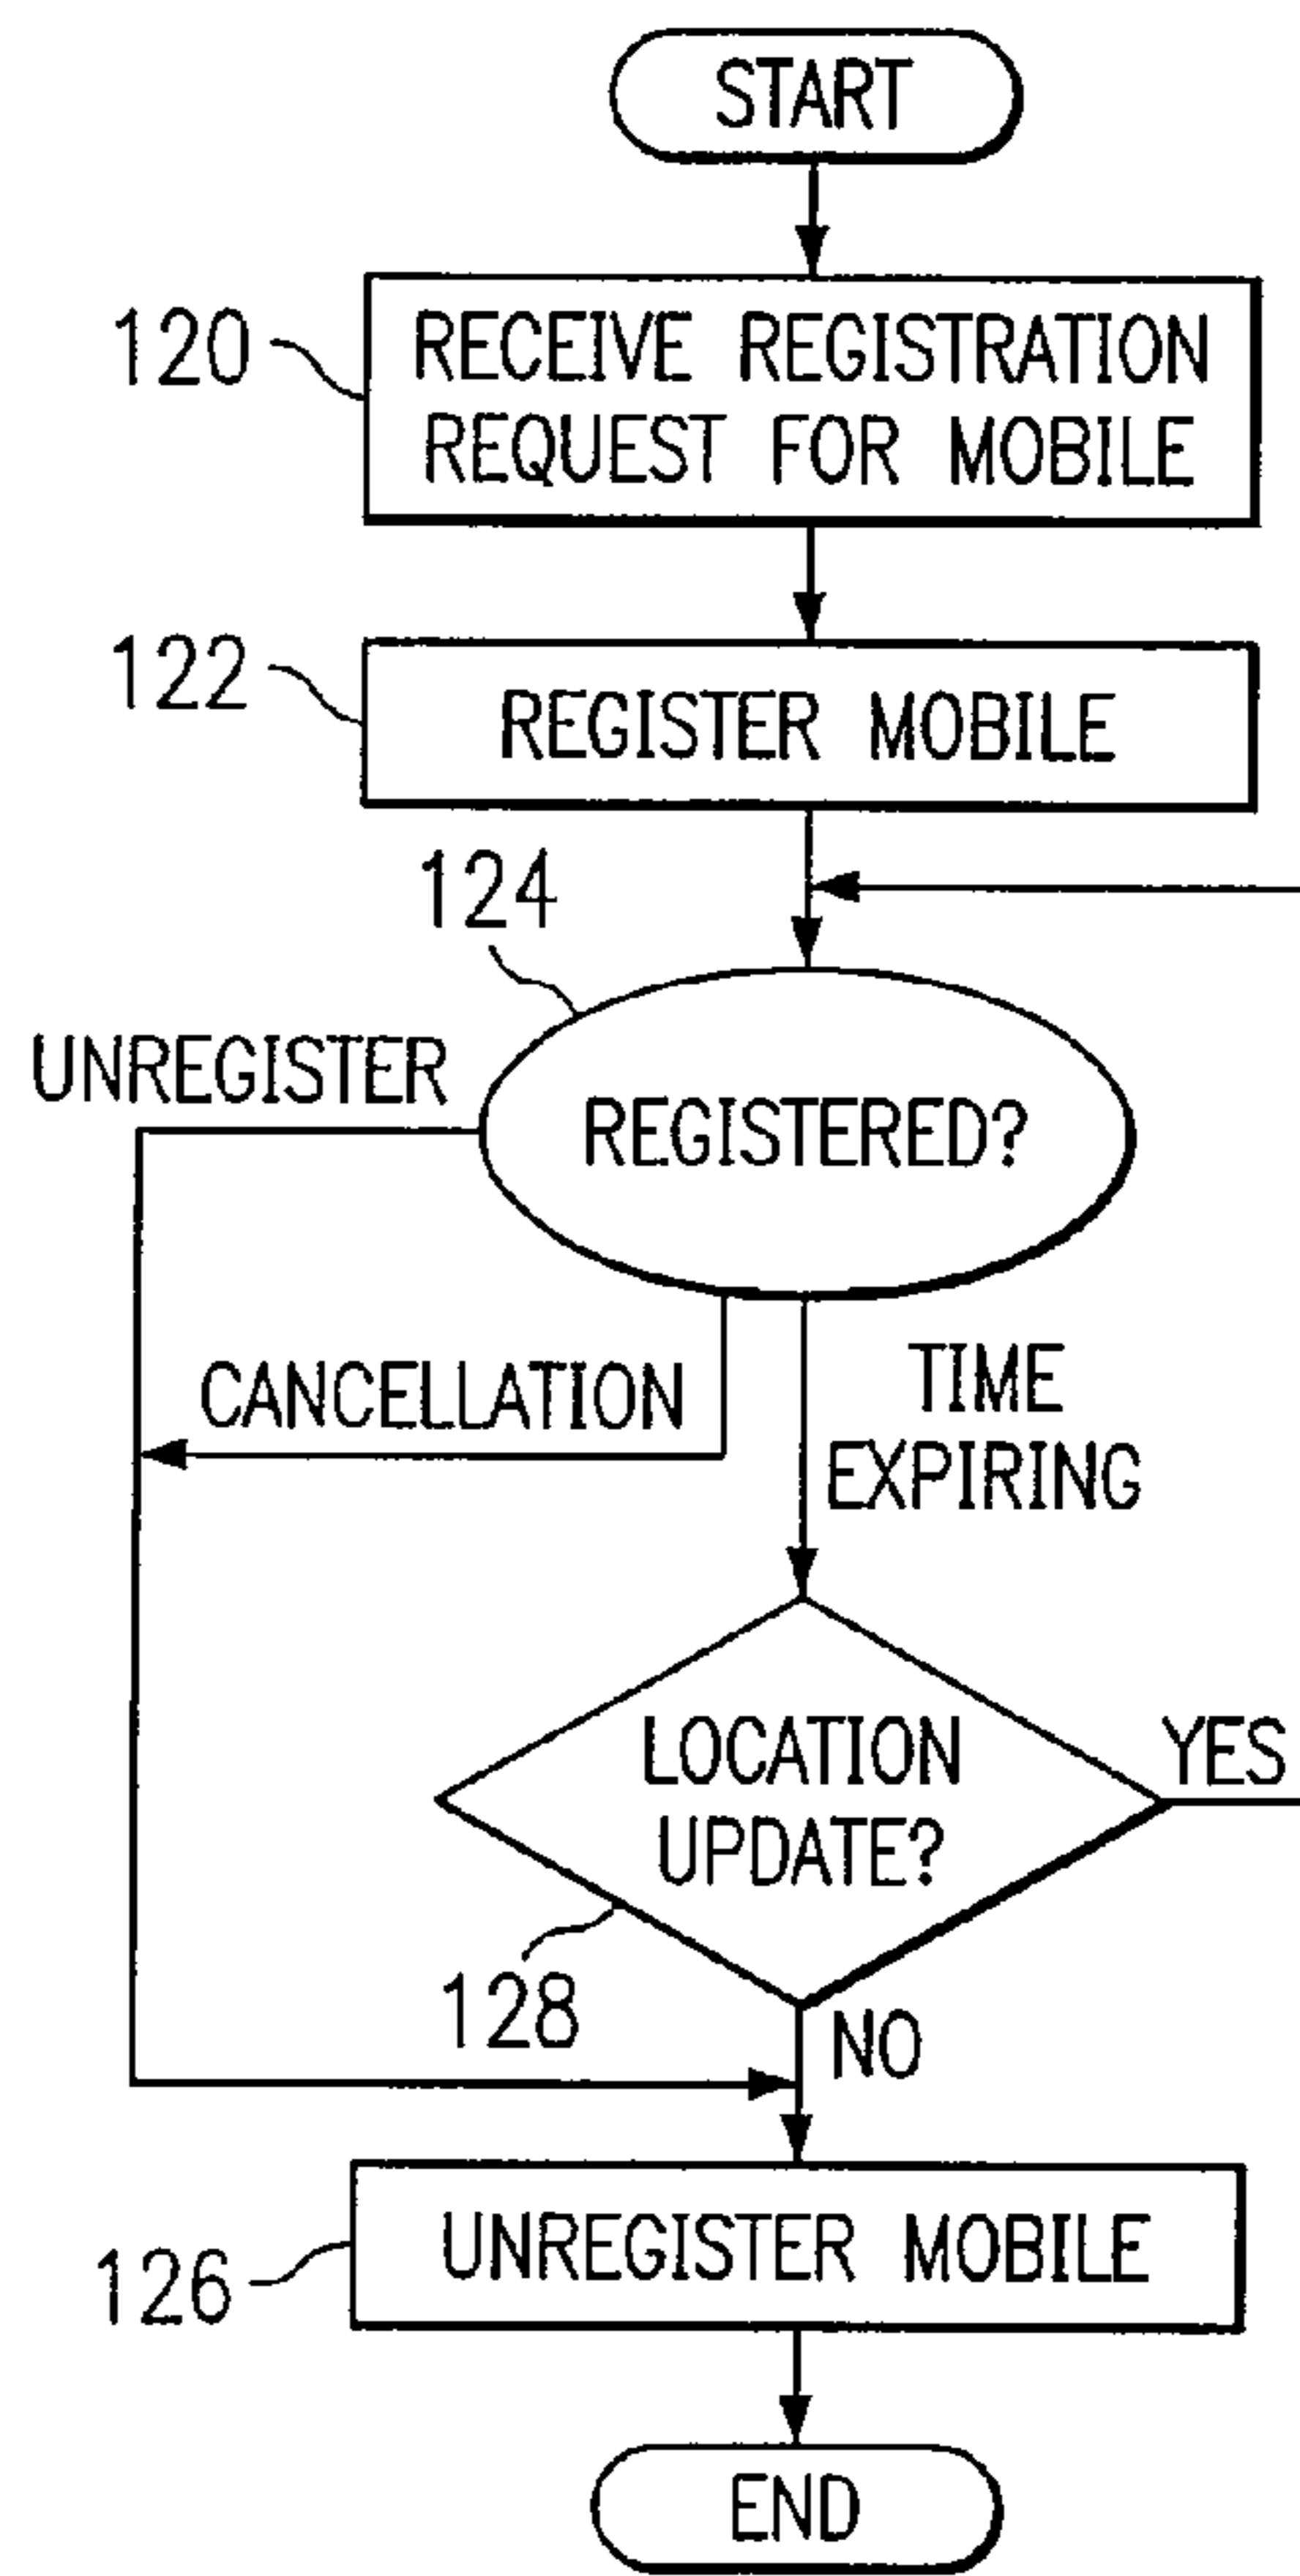 START
120
RECEIVE REGISTRATION
REQUEST FOR MOBILE
122
REGISTER MOBILE
124
UNREGISTER
REGISTERED?
CANCELLATION
TIME
EXPIRING
LOCATION
UPDATE?
YES
128
NO
UNREGISTER MOBILE
126
END